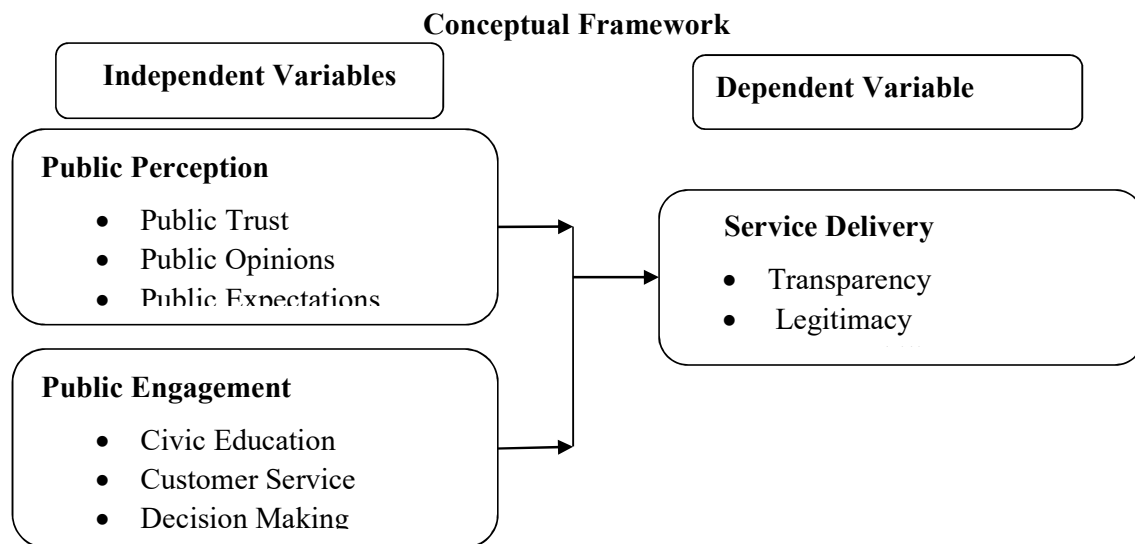 Conceptual Framework
Independent Variables
Dependent Variable
Public Perception
• Public Trust
• Public Opinions
• Public Expectations
Service Delivery
• Transparency
• Legitimacy
Public Engagement
• Civic Education
• Customer Service
• Decision Making